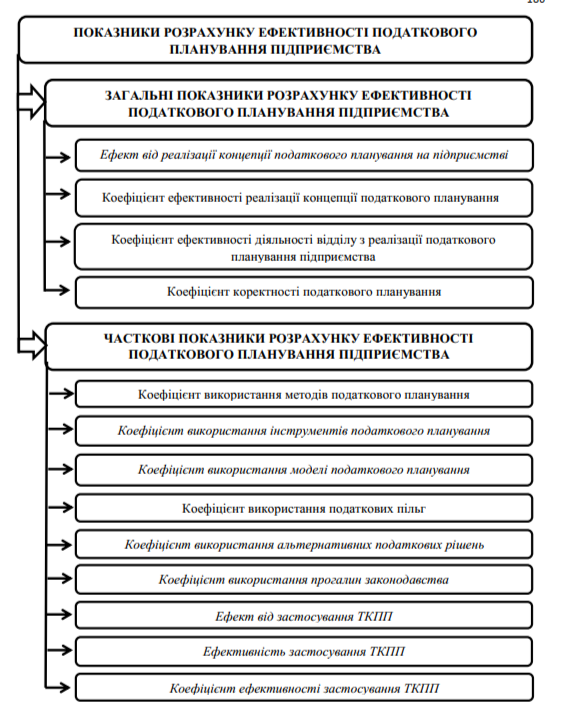 ПОКАЗНИКИ РОЗРАХУНКУ ЕФЕКТИВНОСТІ ПОДАТКОВОГО
ПЛАНУВАННЯ ПІДПРИЄМСТВА
ЗАГАЛЬНІ ПОКАЗНИКИ РОЗРАХУНКУ ЕФЕКТИВНОСТІ
ПОДАТКОВОГО ПЛАНУВАННЯ ПІДПРИЄМСТВА
Ефект від реалізації концепції податкового планування на підприємстві
Коефіцієнт ефективності реалізації концепції податкового планування
Коефіцієнт ефективності діяльності відділу з реалізації податкового
планування підприємства
Коефіцієнт коректності податкового планування
ЧАСТКОВІ ПОКАЗНИКИ РОЗРАХУНКУ ЕФЕКТИВНОСТІ
ПОДАТКОВОГО ПЛАНУВАННЯ ПІДПРИЄМСТВА
Коефіцієнт використання методів податкового планування
Коефіцієнт використання інструментів податкового планування
Коефіцієнт використання моделі податкового планування
Коефіцієнт використання податкових пільг
Коефіцієнт використання альтернативних податкових рішень
Коефіцієнт використання прогалин законодавства
Ефект від застосування ТКПП
Ефективність застосування ТКПП
Коефіцієнт ефективності застосування ТКПП